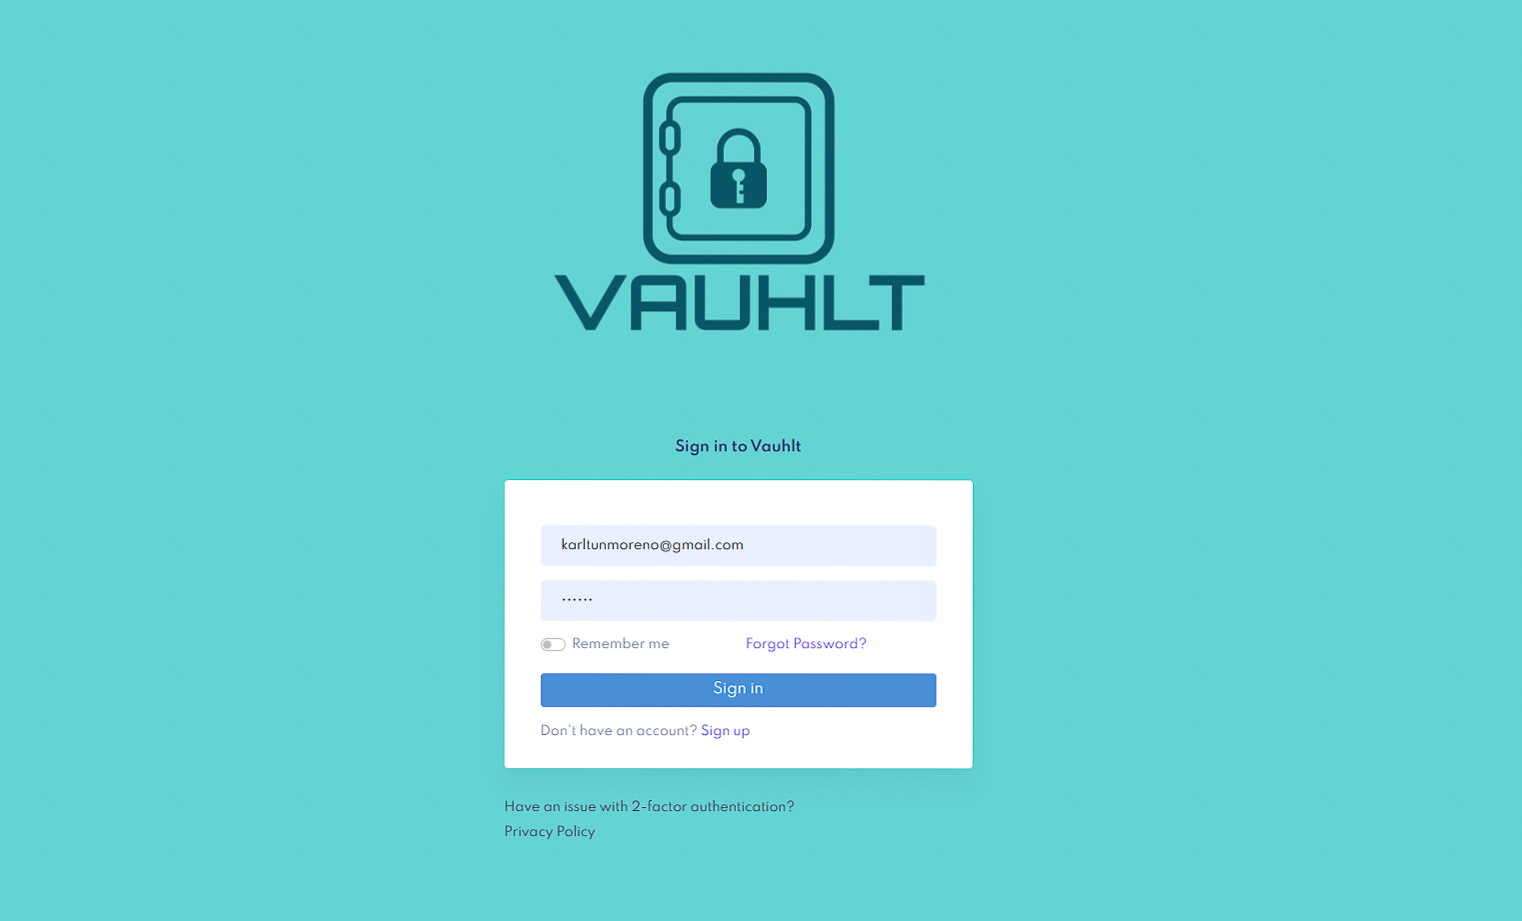 VAUHLT
Sign in to Vauhlt
karltunmoreno@gmail.com
······
Remember me Forgot Password?
Sign in
Don't have an account? Sign up
Have an issue with 2-factor authentication?
Privacy Policy